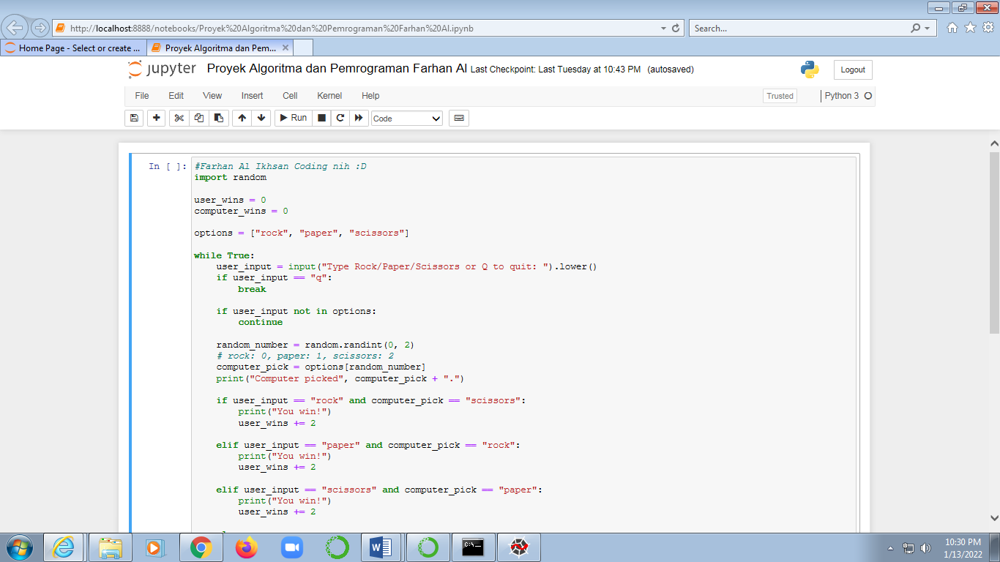 http://localhost:8888/notebooks/Proyek%20Algoritma%20dan%20Pemrograman%20Farhan%20Al.ipynb
Search...
Home Page - Select or create ...
Proyek Algoritma dan Pem...
jupyter Proyek Algoritma dan Pemrograman Farhan Al Last Checkpoint: Last Tuesday at 10:43 PM (autosaved)
Logout
File Edit View Insert Cell Kernel Help
Trusted
Python 3
Run
Code
In [ ]:
#Farhan Al Ikhsan Coding nih :D
import random
user_wins = 0
computer_wins = 0
options = ["rock", "paper", "scissors"]
while True:
    user_input = input("Type Rock/Paper/Scissors or Q to quit: ").lower()
    if user_input == "q":
        break
    if user_input not in options:
        continue
    random_number = random.randint(0, 2)
    # rock: 0, paper: 1, scissors: 2
    computer_pick = options[random_number]
    print("Computer picked", computer_pick + ".")
    if user_input == "rock" and computer_pick == "scissors":
        print("You win!")
        user_wins += 2
    elif user_input == "paper" and computer_pick == "rock":
        print("You win!")
        user_wins += 2
    elif user_input == "scissors" and computer_pick == "paper":
        print("You win!")
        user_wins += 2
10:30 PM
1/13/2022